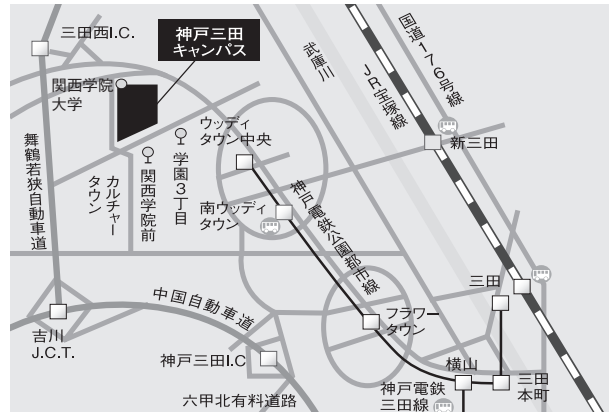 三田西I.C.
神戸三田
キャンパス
武庫川
JR宝塚線
国道176号線
関西学院
大学
ウッディ
タウン中央
新三田
学園3丁目
関西学院前
カルチャー
タウン
舞鶴若狭自動車道
南ウッディ
タウン
神戸電鉄公園都市線
三田
中国自動車道
フラワー
タウン
吉川
J.C.T.
神戸三田I.C
横山
三田
本町
神戸電鉄
三田線
六甲北有料道路